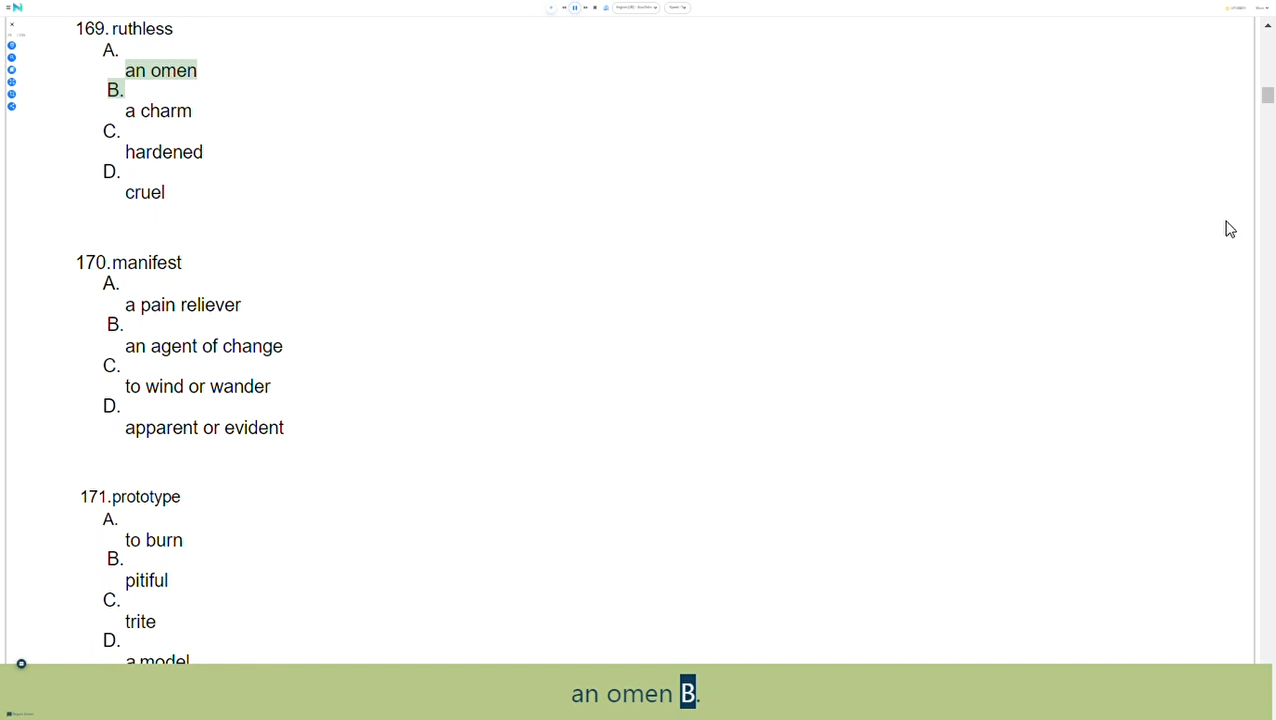 169. ruthless
A.
an omen
B.
a charm
C.
hardened
D.
cruel
170. manifest
A.
a pain reliever
B.
an agent of change
C.
to wind or wander
D.
apparent or evident
171. prototype
A.
to burn
B.
pitiful
C.
trite
D.
a model
an omen B.